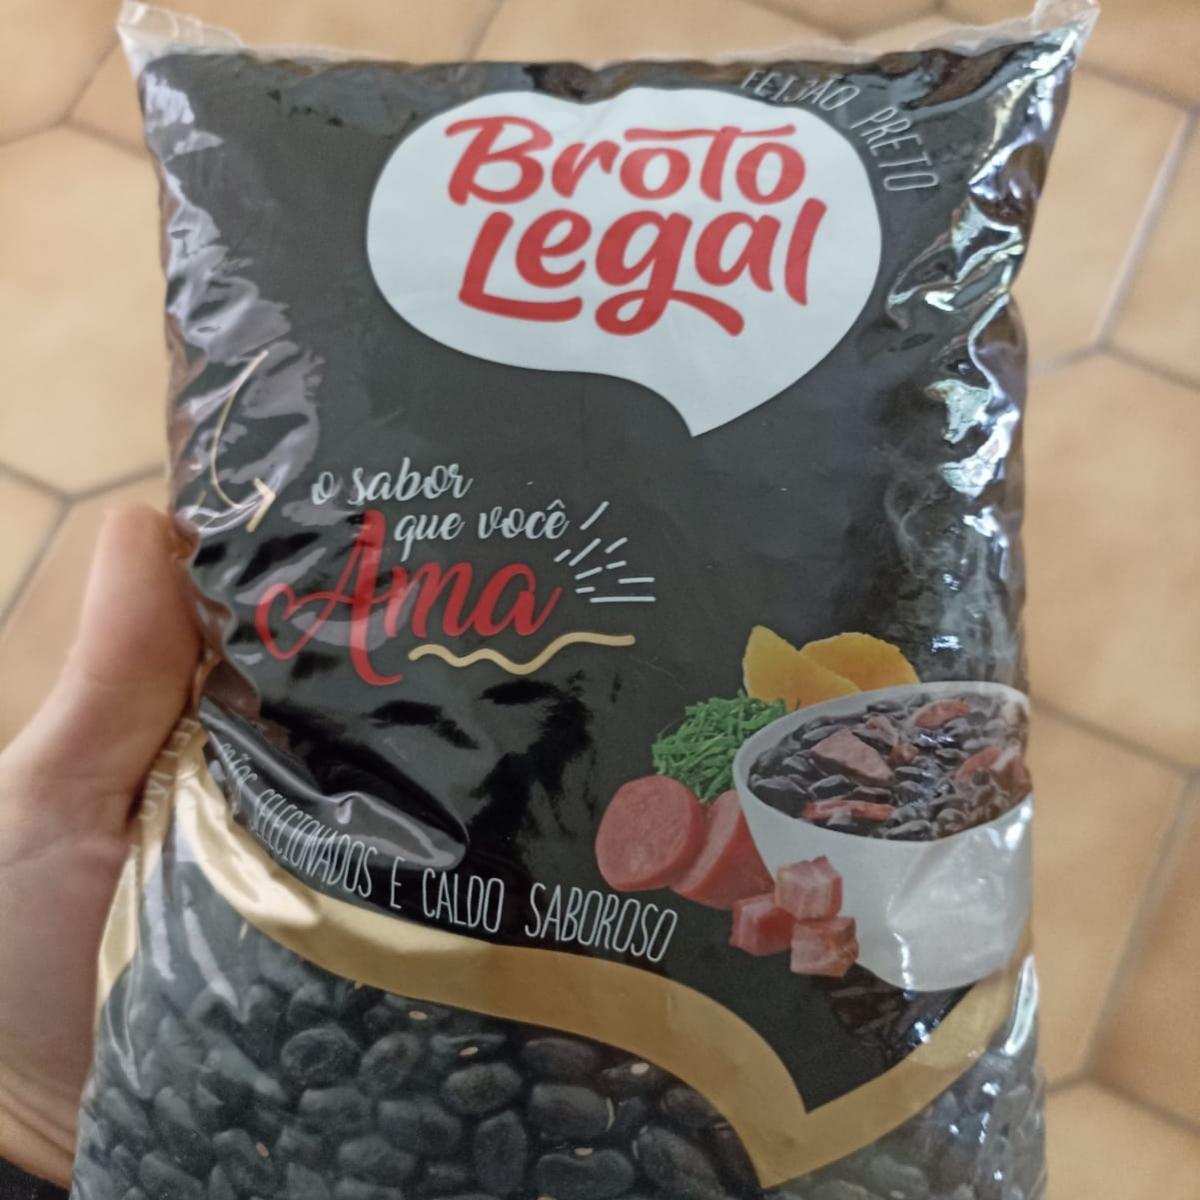 FEIJÃO PRETO
Broto
Legal
o sabor
que você
Ama
SELECIONADOS E CALDO SABOROSO